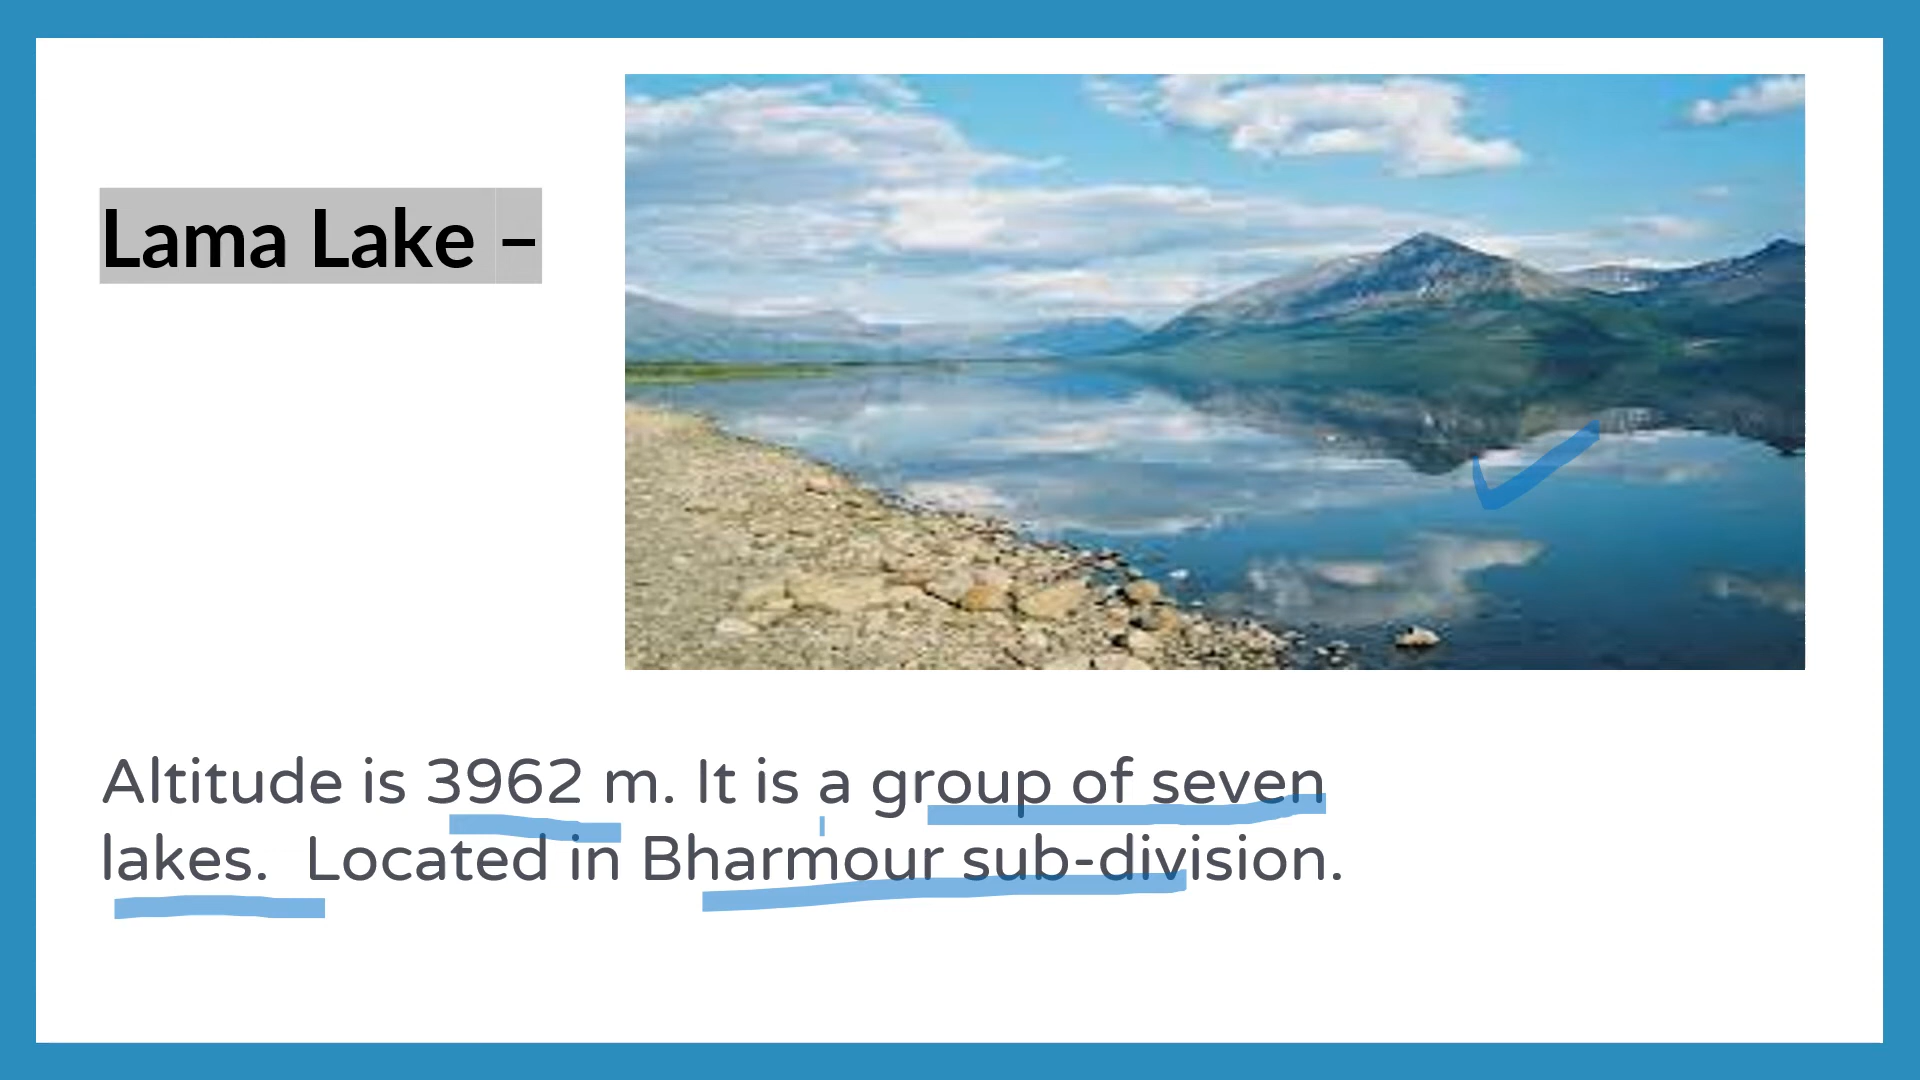 Lama Lake –
Altitude is 3962 m. It is a group of seven
lakes.  Located in Bharmour sub-division.